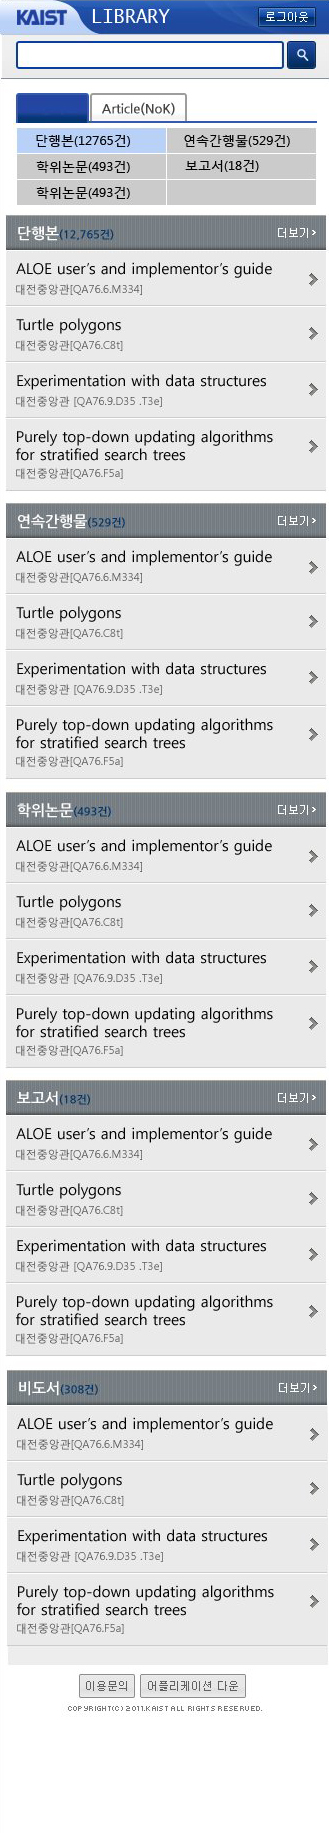 KAIST LIBRARY 로그아웃
Article(NoK)
단행본(12765건) 연속간행물(529건)
학위논문(493건) 보고서(18건)
학위논문(493건)
단행본(12,765건) 더보기
ALOE user's and implementor's guide
대전중앙관[QA76.6.M334]
Turtle polygons
대전중앙관[QA76.C8t]
Experimentation with data structures
대전중앙관 [QA76.9.D35 .T3e]
Purely top-down updating algorithms
for stratified search trees
대전중앙관[QA76.F5a]
연속간행물(529건) 더보기
ALOE user's and implementor's guide
대전중앙관[QA76.6.M334]
Turtle polygons
대전중앙관[QA76.C8t]
Experimentation with data structures
대전중앙관 [QA76.9.D35 .T3e]
Purely top-down updating algorithms
for stratified search trees
대전중앙관[QA76.F5a]
학위논문(493건) 더보기
ALOE user's and implementor's guide
대전중앙관[QA76.6.M334]
Turtle polygons
대전중앙관[QA76.C8t]
Experimentation with data structures
대전중앙관 [QA76.9.D35 .T3e]
Purely top-down updating algorithms
for stratified search trees
대전중앙관[QA76.F5a]
보고서(18건) 더보기
ALOE user's and implementor's guide
대전중앙관[QA76.6.M334]
Turtle polygons
대전중앙관[QA76.C8t]
Experimentation with data structures
대전중앙관 [QA76.9.D35 .T3e]
Purely top-down updating algorithms
for stratified search trees
대전중앙관[QA76.F5a]
비도서(308건) 더보기
ALOE user's and implementor's guide
대전중앙관[QA76.6.M334]
Turtle polygons
대전중앙관[QA76.C8t]
Experimentation with data structures
대전중앙관 [QA76.9.D35 .T3e]
Purely top-down updating algorithms
for stratified search trees
대전중앙관[QA76.F5a]
이용문의 어플리케이션 다운
COPYRIGHT(C) 2011.KAIST ALL RIGHTS RESERVED.